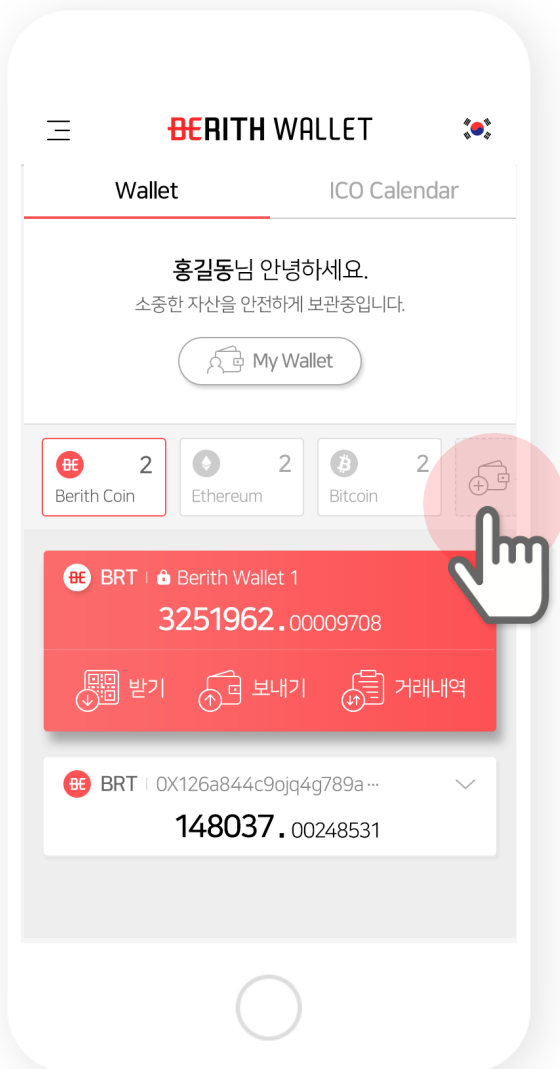 BERITH WALLET
Wallet
ICO Calendar
홍길동님 안녕하세요.
소중한 자산을 안전하게 보관중입니다.
My Wallet
2
Berith Coin
2
Ethereum
2
Bitcoin
BRT Berith Wallet 1
3251962.00009708
받기 보내기 거래내역
BRT 0X126a844c9ojq4g789a···
148037.00248531